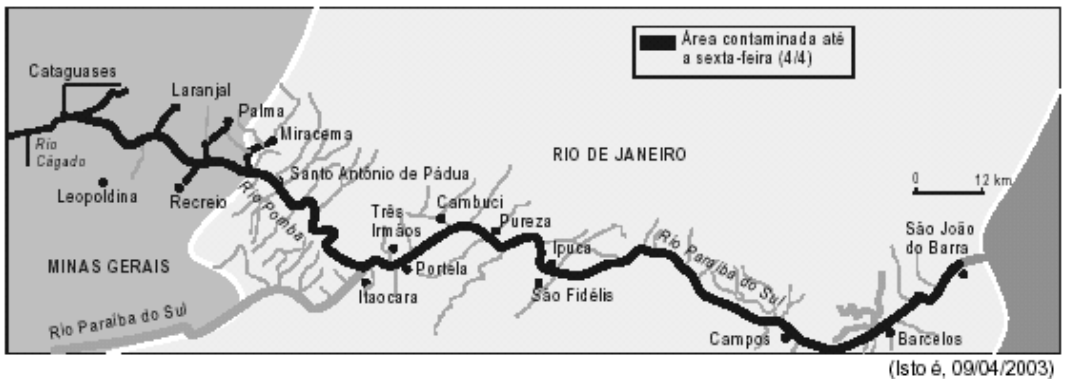 Área contaminada até
a sexta-feira (4/4)
Cataguases
Laranjal
Palma
Miracema
Rio
Cágado
RIO DE JANEIRO
0 12 km
Leopoldina
Recreio
Santo Antônio de Pádua
Rio Pomba
Três
Irmãos
Cambuci
Pureza
São João
do Barra
Ipuca
Rio Paraíba do Sul
MINAS GERAIS
Portela
Itaocara
São Fidélis
Rio Paraíba do Sul
Campos
Barcelos
(Isto é, 09/04/2003)